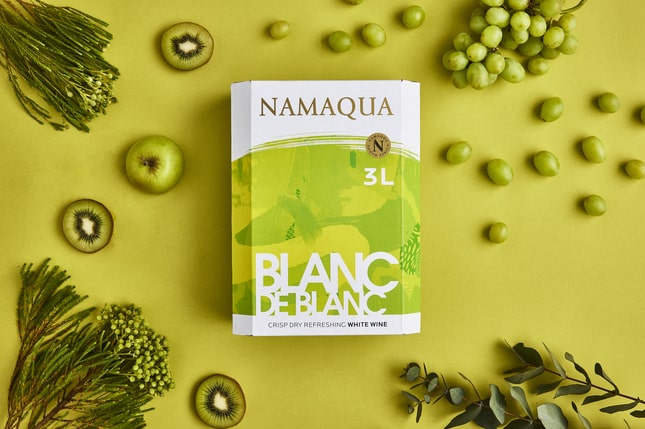 NAMAQUA
N
3L
BLANC
DE BLANC
CRISP DRY REFRESHING WHITE WINE